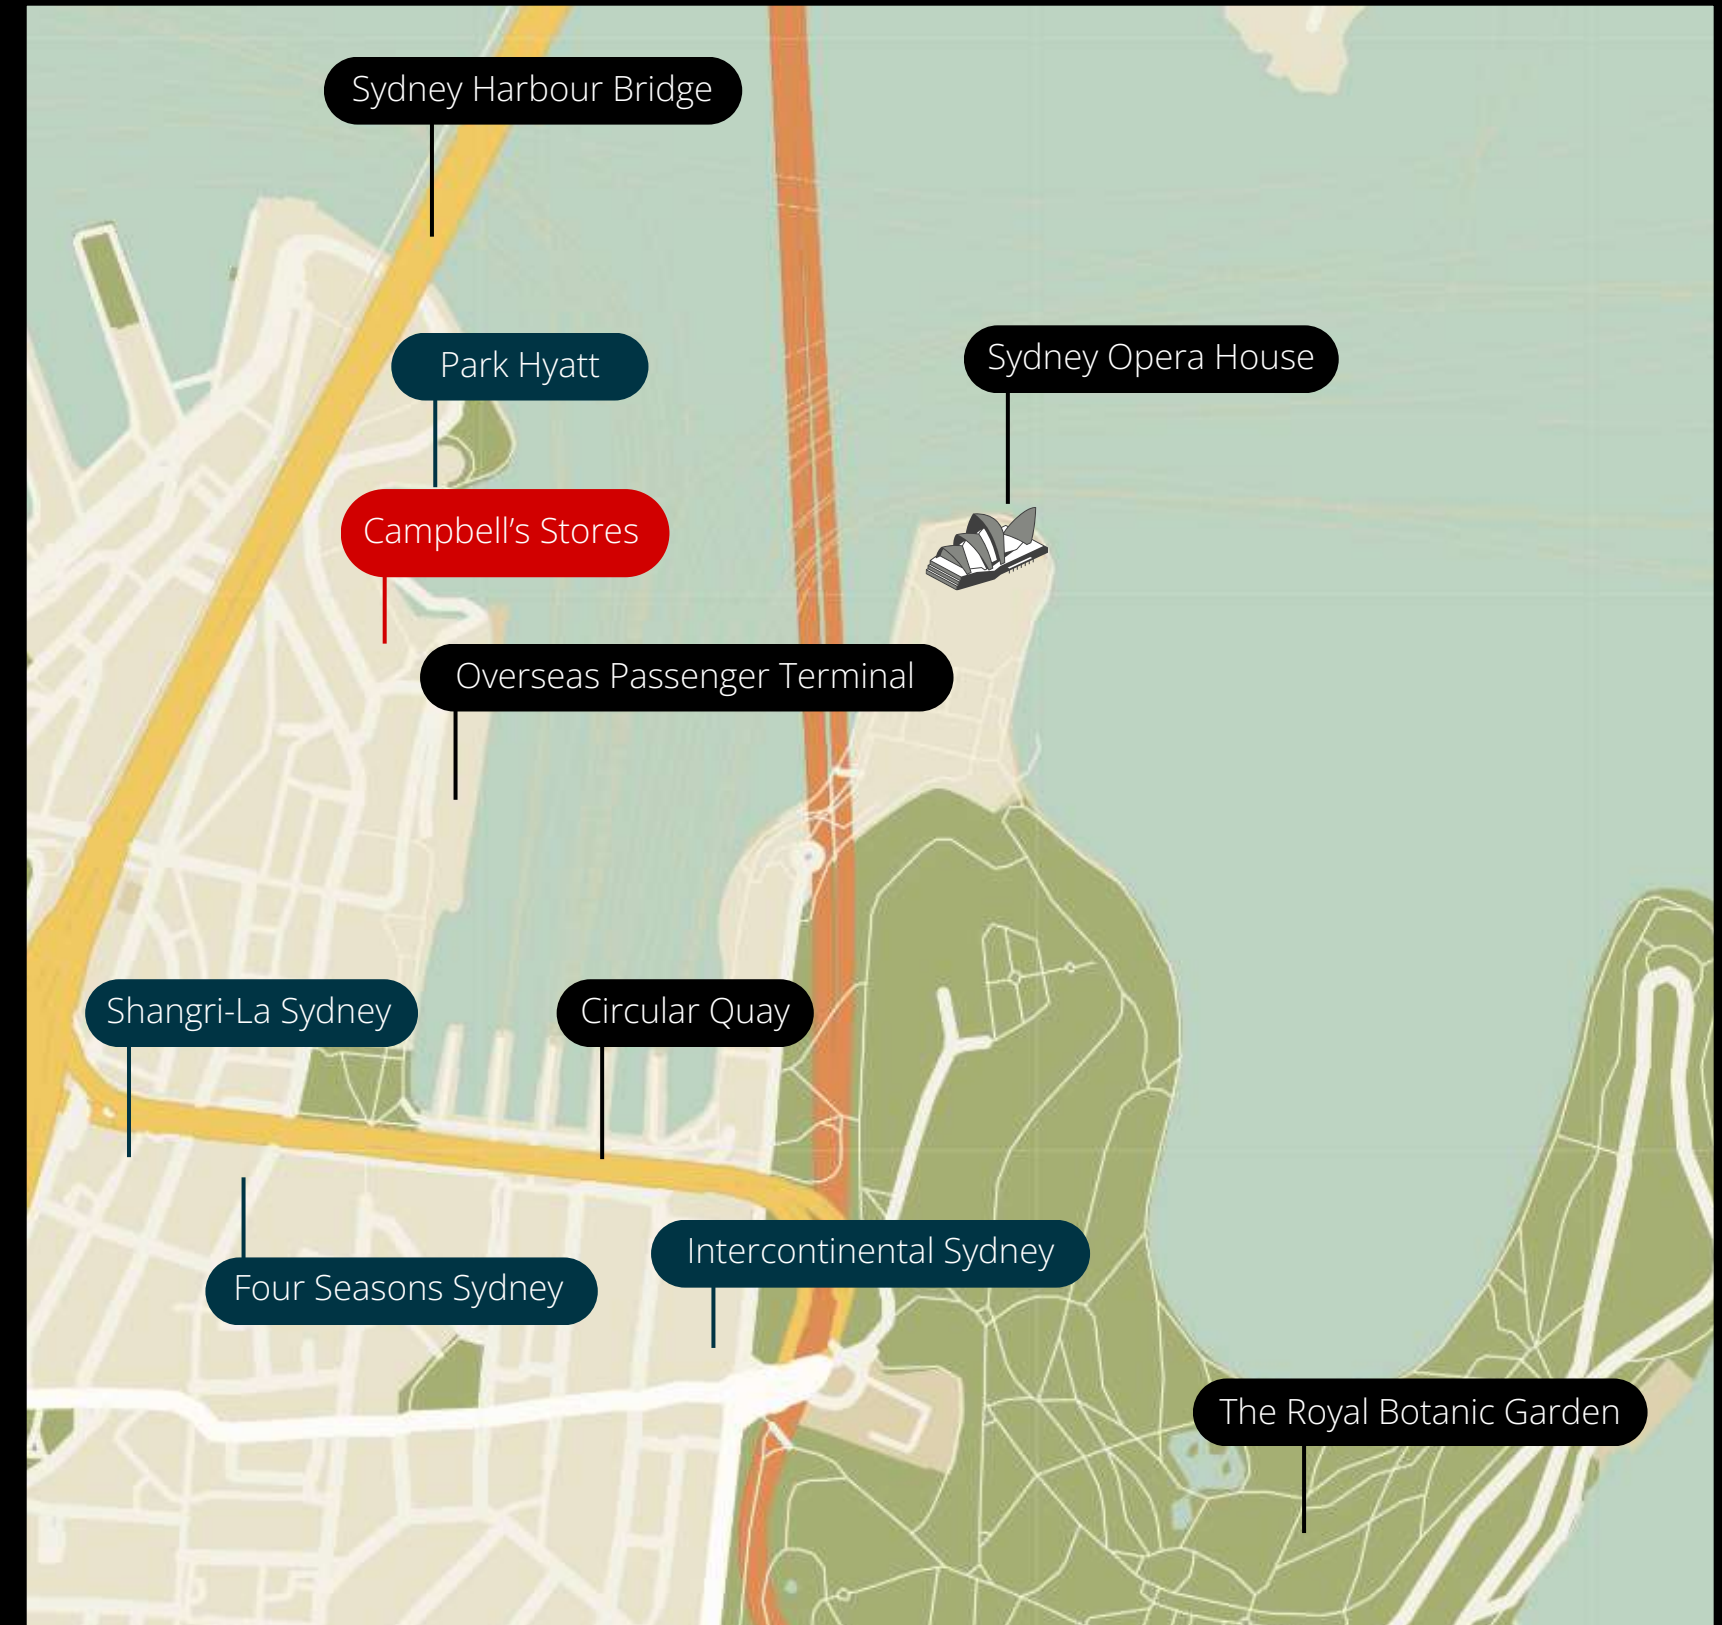 Sydney Harbour Bridge
Park Hyatt
Sydney Opera House
Campbell’s Stores
Overseas Passenger Terminal
Shangri-La Sydney
Circular Quay
Intercontinental Sydney
Four Seasons Sydney
The Royal Botanic Garden